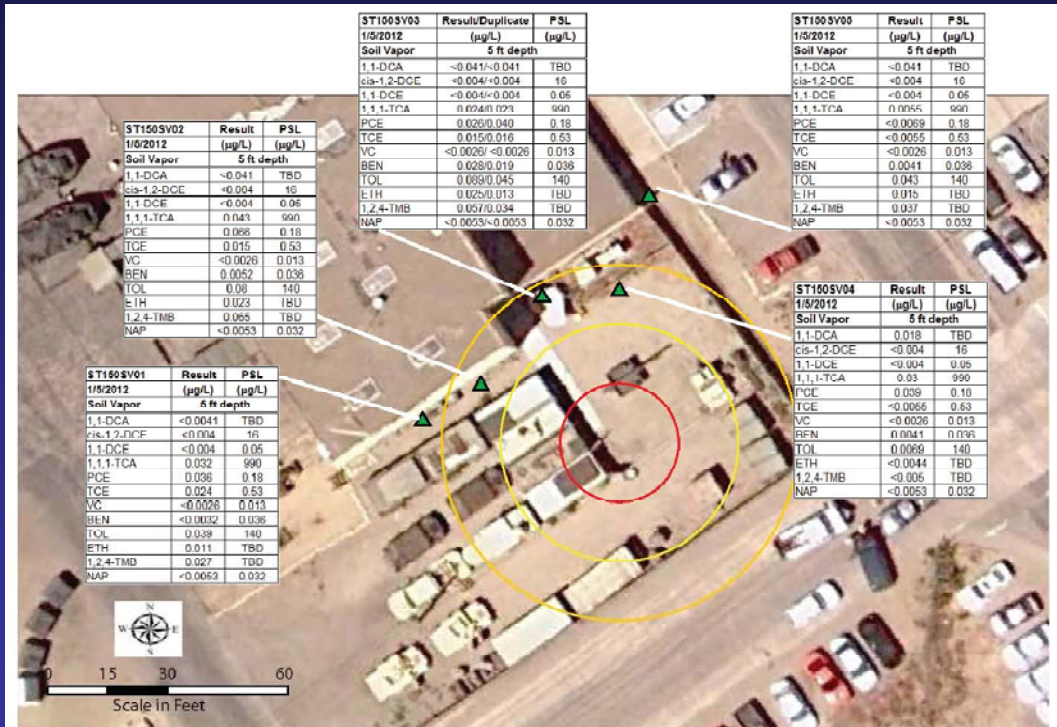 ST150SV03 Result/Duplicate PSL
1/5/2012 (µg/L) (µg/L)
Soil Vapor 5 ft depth
1,1-DCA <0.041/<0.041 TBD
cis-1,2-DCE <0.004/<0.004 16
1,1-DCE <0.004/<0.004 0.05
1,1,1-TCA 0.024/0.023 990
PCE 0.026/0.040 0.18
TCE 0.015/0.016 0.53
VC <0.0026/ <0.0026 0.013
BEN 0.028/0.019 0.036
TOL 0.089/0.045 140
ETH 0.025/0.013 TBD
1,2,4-TMB 0.057/0.034 TBD
NAP <0.0053/<0.0053 0.032
ST150SV05 Result PSL
1/5/2012 (µg/L) (µg/L)
Soil Vapor 5 ft depth
1,1-DCA <0.041 TBD
cis-1,2-DCE <0.004 16
1,1-DCE <0.004 0.05
1,1,1-TCA 0.0055 990
PCE <0.0069 0.18
TCE <0.0055 0.53
VC <0.0026 0.013
BEN 0.0041 0.036
TOL 0.043 140
ETH 0.015 TBD
1,2,4-TMB 0.037 TBD
NAP <0.0053 0.032
ST150SV02 Result PSL
1/5/2012 (µg/L) (µg/L)
Soil Vapor 5 ft depth
1,1-DCA <0.041 TBD
cis-1,2-DCE <0.004 16
1,1-DCE <0.004 0.05
1,1,1-TCA 0.043 990
PCE 0.066 0.18
TCE 0.015 0.53
VC <0.0026 0.013
BEN 0.0052 0.036
TOL 0.08 140
ETH 0.023 TBD
1,2,4-TMB 0.065 TBD
NAP <0.0053 0.032
ST150SV04 Result PSL
1/5/2012 (µg/L) (µg/L)
Soil Vapor 5 ft depth
1,1-DCA 0.018 TBD
cis-1,2-DCE <0.004 16
1,1-DCE <0.004 0.05
1,1,1-TCA 0.03 990
PCE 0.039 0.18
TCE <0.0055 0.53
VC <0.0026 0.013
BEN 0.0041 0.036
TOL 0.0069 140
ETH <0.0044 TBD
1,2,4-TMB <0.005 TBD
NAP <0.0053 0.032
ST150SV01 Result PSL
1/5/2012 (µg/L) (µg/L)
Soil Vapor 5 ft depth
1,1-DCA <0.0041 TBD
cis-1,2-DCE <0.004 16
1,1-DCE <0.004 0.05
1,1,1-TCA 0.032 990
PCE 0.036 0.18
TCE 0.024 0.53
VC <0.0026 0.013
BEN <0.0032 0.036
TOL 0.039 140
ETH 0.011 TBD
1,2,4-TMB 0.027 TBD
NAP <0.0053 0.032
N
W E
S
0 15 30 60
Scale in Feet